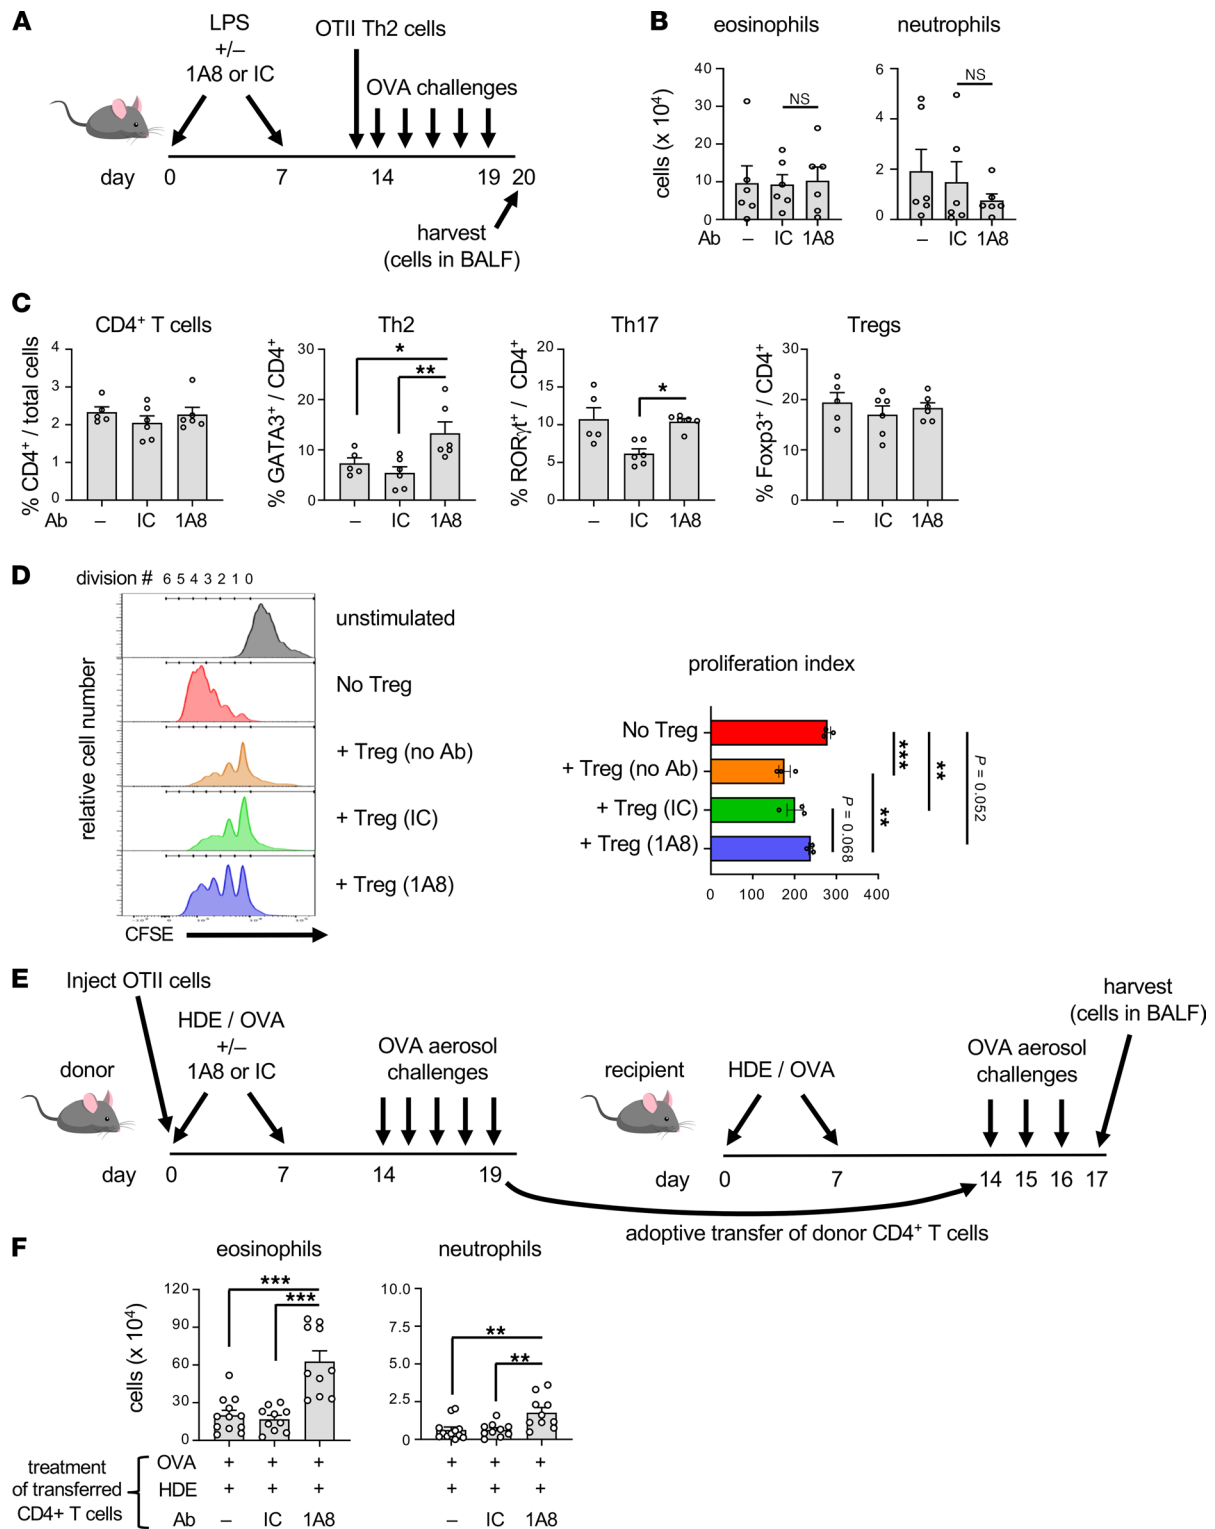 A
LPS
+/–
1A8 or IC
OTII Th2 cells
OVA challenges
day 0 7 14 19 20
harvest
(cells in BALF)
B
eosinophils
cells (x 10⁴)
40
30
20
10
0
NS
Ab – IC 1A8
neutrophils
6
4
2
0
NS
– IC 1A8
C
CD4⁺ T cells
% CD4⁺ / total cells
4
3
2
1
0
Ab – IC 1A8
Th2
% GATA3⁺ / CD4⁺
30
20
10
0
*
**
– IC 1A8
Th17
% RORγt⁺ / CD4⁺
20
15
10
5
0
*
– IC 1A8
Tregs
% Foxp3⁺ / CD4⁺
30
20
10
0
– IC 1A8
D
division # 6 5 4 3 2 1 0
relative cell number
unstimulated
No Treg
+ Treg (no Ab)
+ Treg (IC)
+ Treg (1A8)
CFSE
proliferation index
No Treg
+ Treg (no Ab)
+ Treg (IC)
+ Treg (1A8)
0 100 200 300 400
P = 0.068
**
***
**
P = 0.052
E
Inject OTII cells
HDE / OVA
+/–
1A8 or IC
donor
OVA aerosol
challenges
day 0 7 14 19
recipient
HDE / OVA
OVA aerosol
challenges
harvest
(cells in BALF)
day 0 7 14 15 16 17
adoptive transfer of donor CD4⁺ T cells
F
eosinophils
cells (x 10⁴)
120
90
60
30
0
***
***
neutrophils
10.0
7.5
5.0
2.5
0
**
**
treatment
of transferred
CD4+ T cells
OVA + + + + + +
HDE + + + + + +
Ab – IC 1A8 – IC 1A8